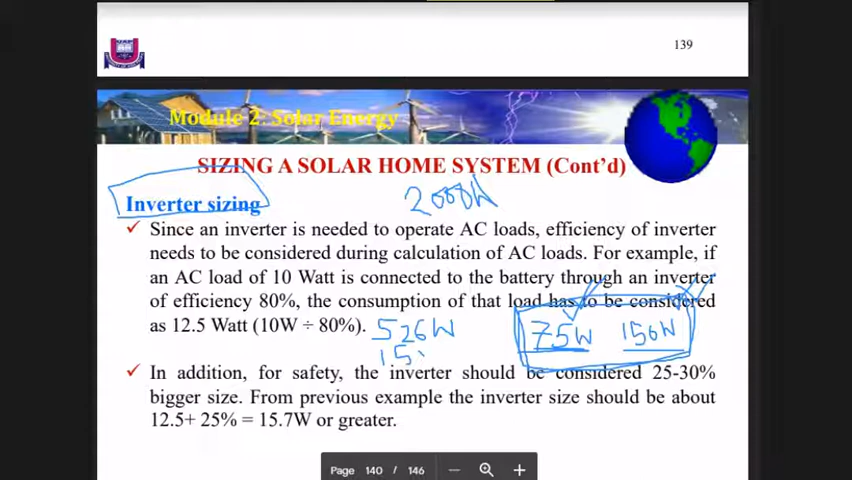 139
Module 2: Solar Energy
SIZING A SOLAR HOME SYSTEM (Cont'd)
2000W
Inverter sizing
Since an inverter is needed to operate AC loads, efficiency of inverter
needs to be considered during calculation of AC loads. For example, if
an AC load of 10 Watt is connected to the battery through an inverter
of efficiency 80%, the consumption of that load has to be considered
as 12.5 Watt (10W ÷ 80%).
526W
75W 150W
15
In addition, for safety, the inverter should be considered 25-30%
bigger size. From previous example the inverter size should be about
12.5+ 25% = 15.7W or greater.
Page 140 / 146